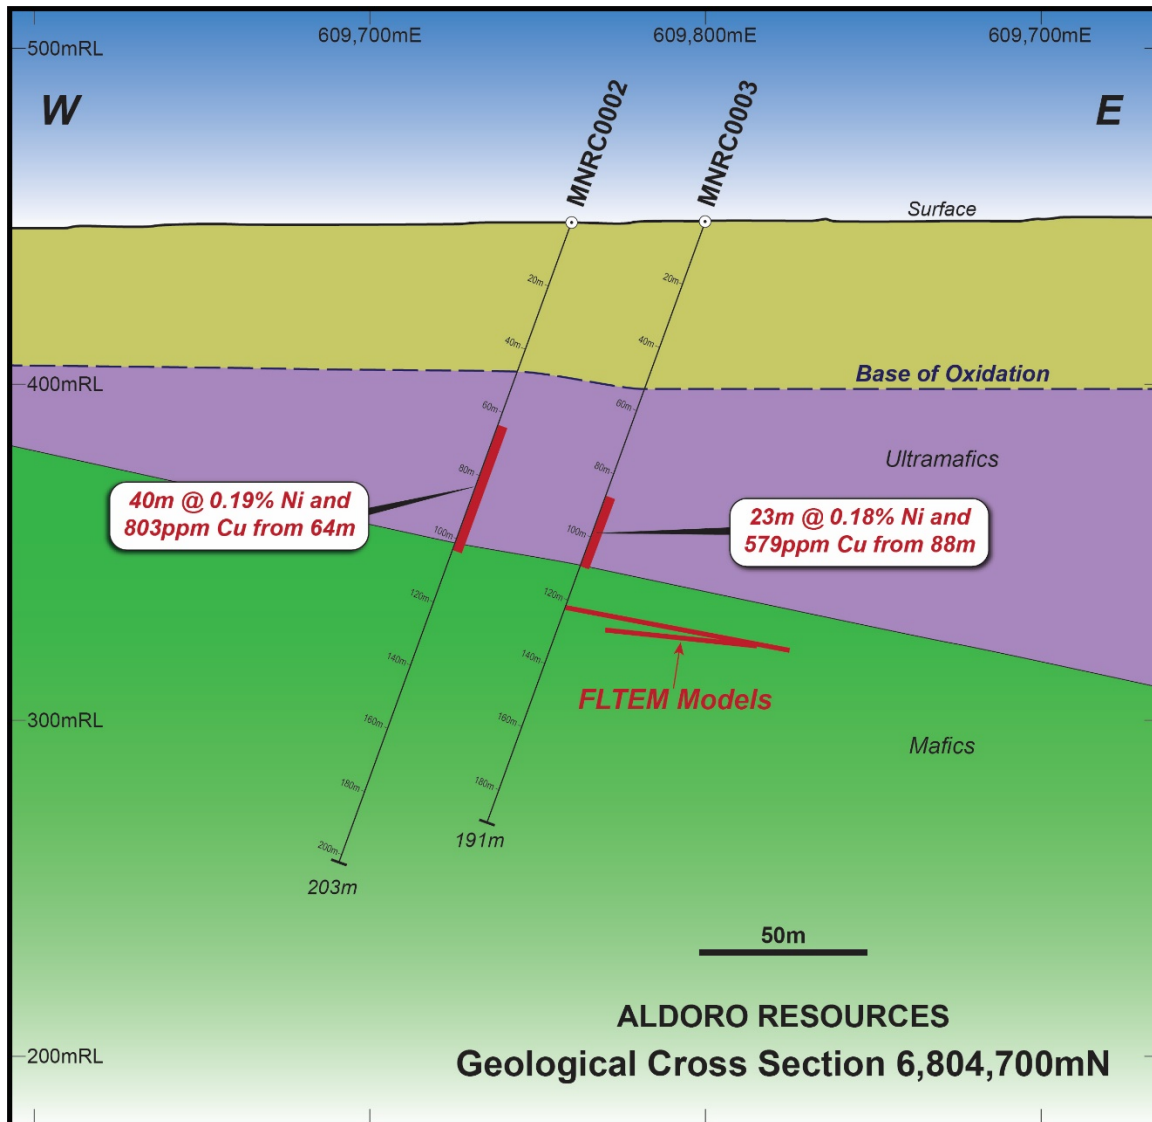 609,700mE
609,800mE
609,700mE
500mRL
W
E
MNRC0002
MNRC0003
Surface
20m
20m
40m
40m
Base of Oxidation
400mRL
60m
60m
Ultramafics
80m
80m
40m @ 0.19% Ni and
803ppm Cu from 64m
23m @ 0.18% Ni and
579ppm Cu from 88m
100m
100m
120m
120m
140m
140m
FLTEM Models
300mRL
160m
160m
Mafics
180m
180m
191m
200m
203m
50m
ALDORO RESOURCES
200mRL
Geological Cross Section 6,804,700mN